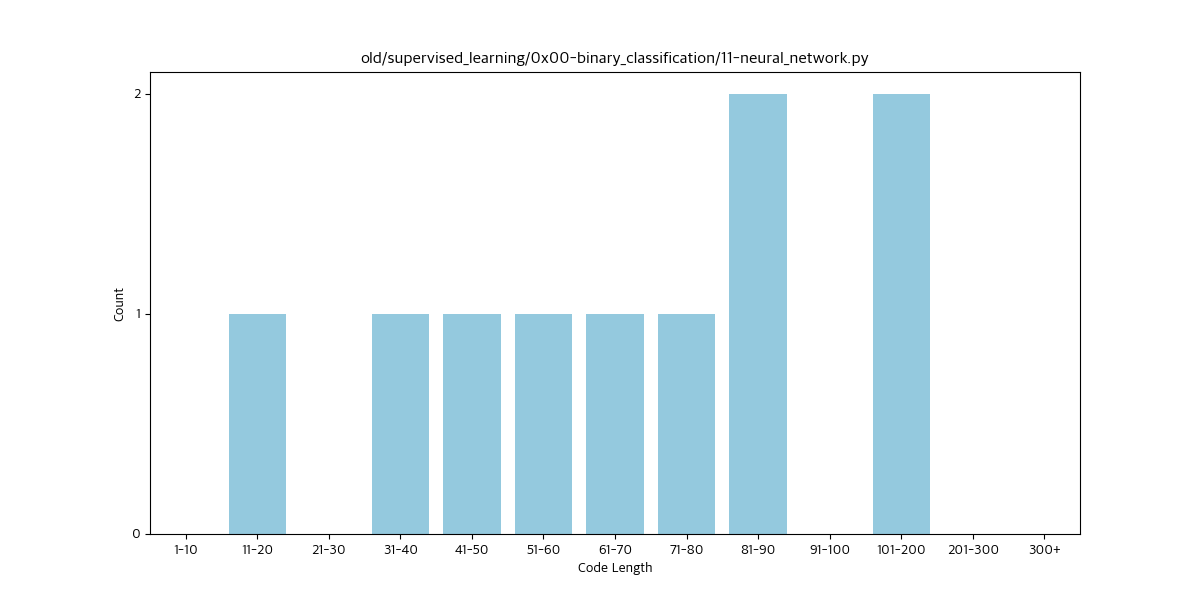 old/supervised_learning/0x00-binary_classification/11-neural_network.py
2
1
0
Count
1-10 11-20 21-30 31-40 41-50 51-60 61-70 71-80 81-90 91-100 101-200 201-300 300+
Code Length